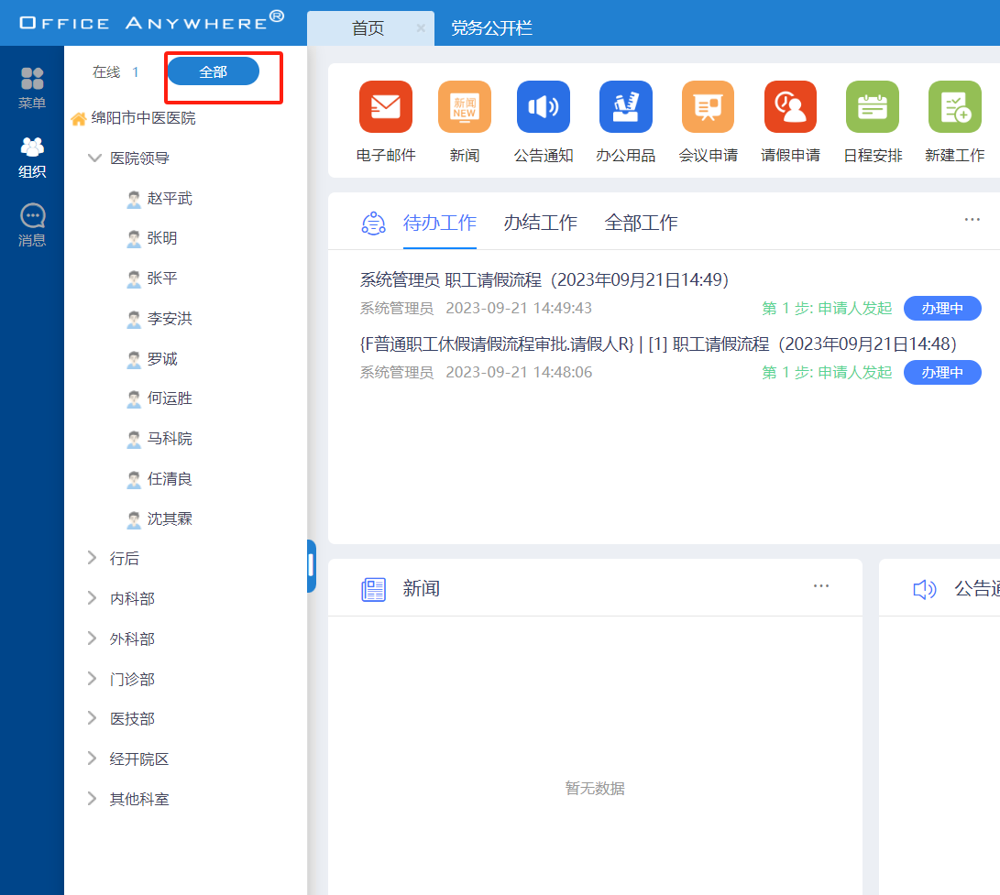 OFFICE ANYWHERE®
首页 ×
党务公开栏
菜单
组织
消息
在线 1
全部
绵阳市中医医院
医院领导
赵平武
张明
张平
李安洪
罗诚
何运胜
马科院
任清良
沈其霖
行后
内科部
外科部
门诊部
医技部
经开院区
其他科室
新闻
NEW
电子邮件
新闻
公告通知
办公用品
会议申请
请假申请
日程安排
新建工作
待办工作 办结工作 全部工作 ...
系统管理员 职工请假流程（2023年09月21日14:49）
系统管理员 2023-09-21 14:49:43 第 1 步: 申请人发起 办理中
{F普通职工休假请假流程审批.请假人R} | [1] 职工请假流程（2023年09月21日14:48）
系统管理员 2023-09-21 14:48:06 第 1 步: 申请人发起 办理中
新闻 ...
暂无数据
公告通